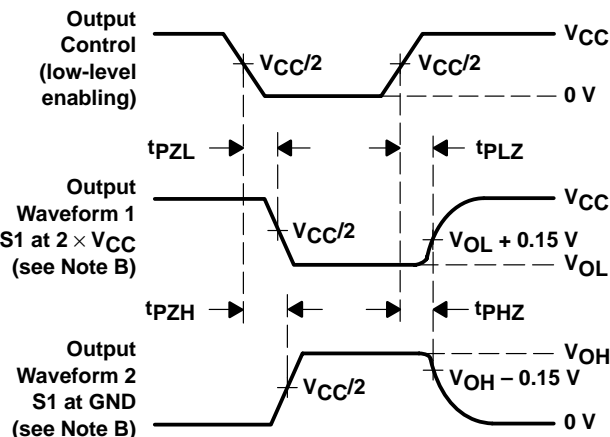 Output
Control
(low-level
enabling)
VCC/2
VCC/2
VCC
0 V
tPZL
tPLZ
Output
Waveform 1
S1 at 2 × VCC
(see Note B)
VCC/2
VCC
VOL + 0.15 V
VOL
tPZH
tPHZ
Output
Waveform 2
S1 at GND
(see Note B)
VCC/2
VOH
VOH – 0.15 V
0 V